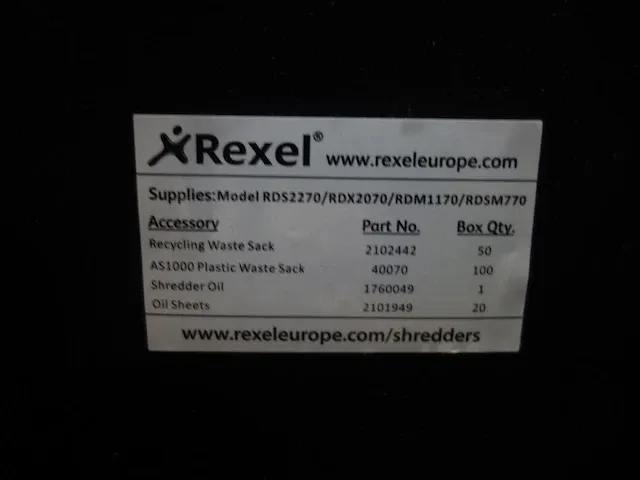 Rexel® www.rexeleurope.com
Supplies:Model RDS2270/RDX2070/RDM1170/RDSM770
Accessory Part No. Box Qty.
Recycling Waste Sack 2102442 50
AS1000 Plastic Waste Sack 40070 100
Shredder Oil 1760049 1
Oil Sheets 2101949 20
www.rexeleurope.com/shredders